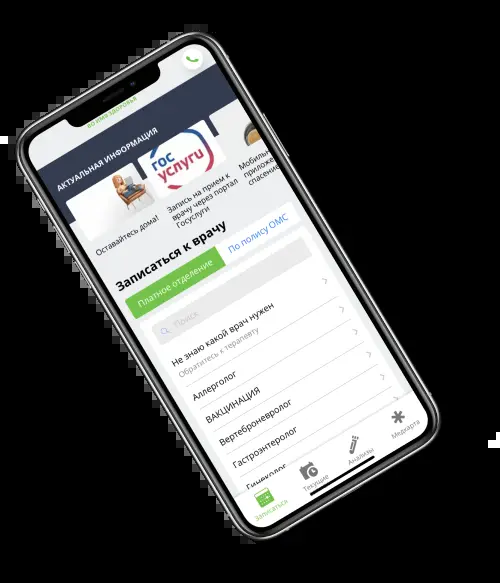 ВО ИМЯ ЗДОРОВЬЯ
АКТУАЛЬНАЯ ИНФОРМАЦИЯ
гос
услуги
Оставайтесь дома!
Запись на прием к
врачу через портал
Госуслуги
Мобильн
приложе
спасение
Записаться к врачу
Платное отделение
По полису ОМС
Поиск
Не знаю какой врач нужен
Обратитесь к терапевту
Аллерголог
ВАКЦИНАЦИЯ
Вертеброневролог
Гастроэнтеролог
Гинеколог
Записаться
Текущие
Анализы
Медкарта